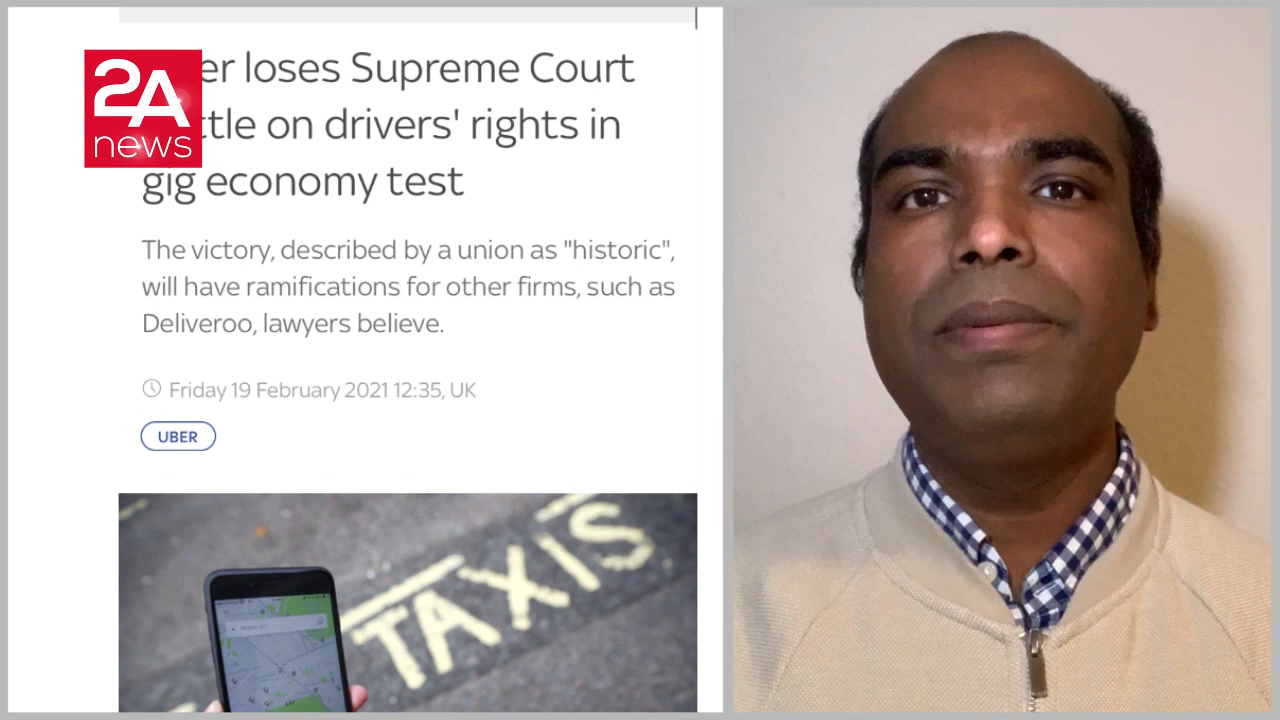 2A
news
er loses Supreme Court
ttle on drivers' rights in
gig economy test
The victory, described by a union as "historic",
will have ramifications for other firms, such as
Deliveroo, lawyers believe.
Friday 19 February 2021 12:35, UK
UBER
TAXIS